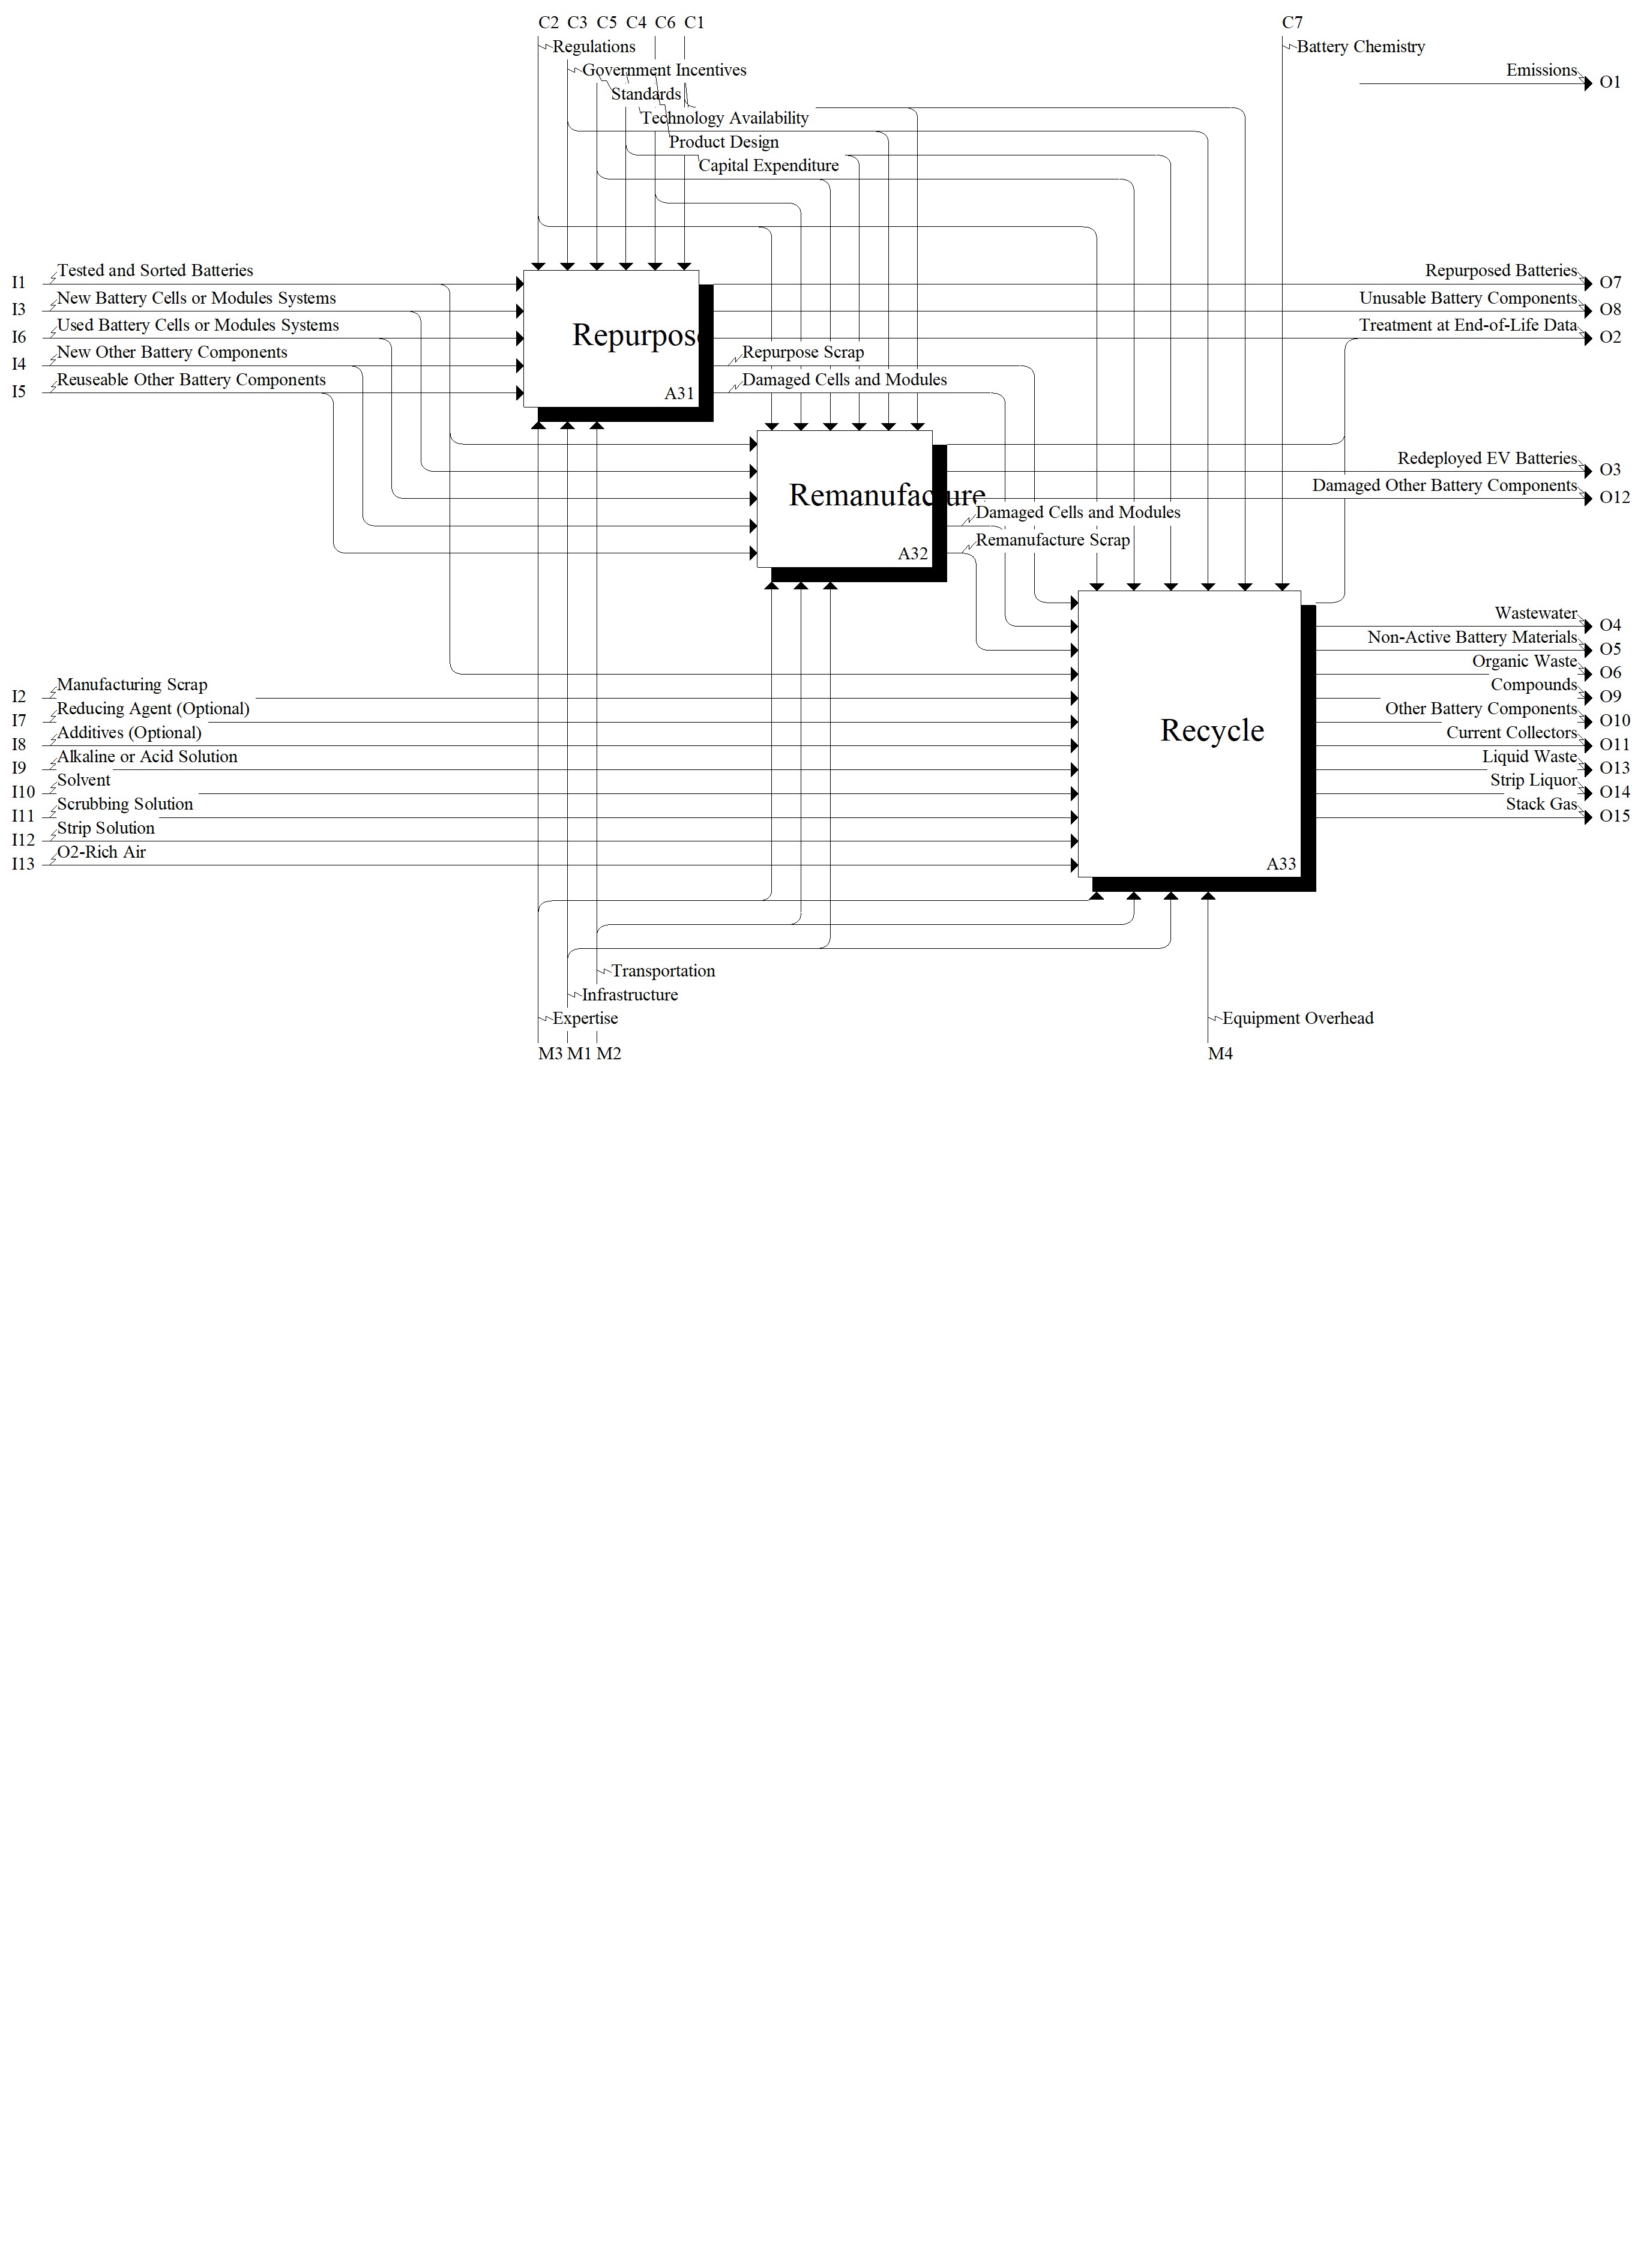 C2 C3 C5 C4 C6 C1
C7
Regulations
Battery Chemistry
Government Incentives
Emissions
O1
Standards
Technology Availability
Product Design
Capital Expenditure
I1
Tested and Sorted Batteries
Repurposed Batteries
O7
I3
New Battery Cells or Modules Systems
Unusable Battery Components
O8
I6
Used Battery Cells or Modules Systems
Repurpose
Treatment at End-of-Life Data
O2
I4
New Other Battery Components
Repurpose Scrap
I5
Reuseable Other Battery Components
A31
Damaged Cells and Modules
Redeployed EV Batteries
O3
Remanufacture
Damaged Other Battery Components
O12
Damaged Cells and Modules
A32
Remanufacture Scrap
Wastewater
O4
Non-Active Battery Materials
O5
Organic Waste
O6
I2
Manufacturing Scrap
Compounds
O9
I7
Reducing Agent (Optional)
Other Battery Components
O10
Recycle
I8
Additives (Optional)
Current Collectors
O11
I9
Alkaline or Acid Solution
Liquid Waste
O13
I10
Solvent
Strip Liquor
O14
I11
Scrubbing Solution
Stack Gas
O15
I12
Strip Solution
I13
O2-Rich Air
A33
Transportation
Infrastructure
Expertise
Equipment Overhead
M3 M1 M2
M4